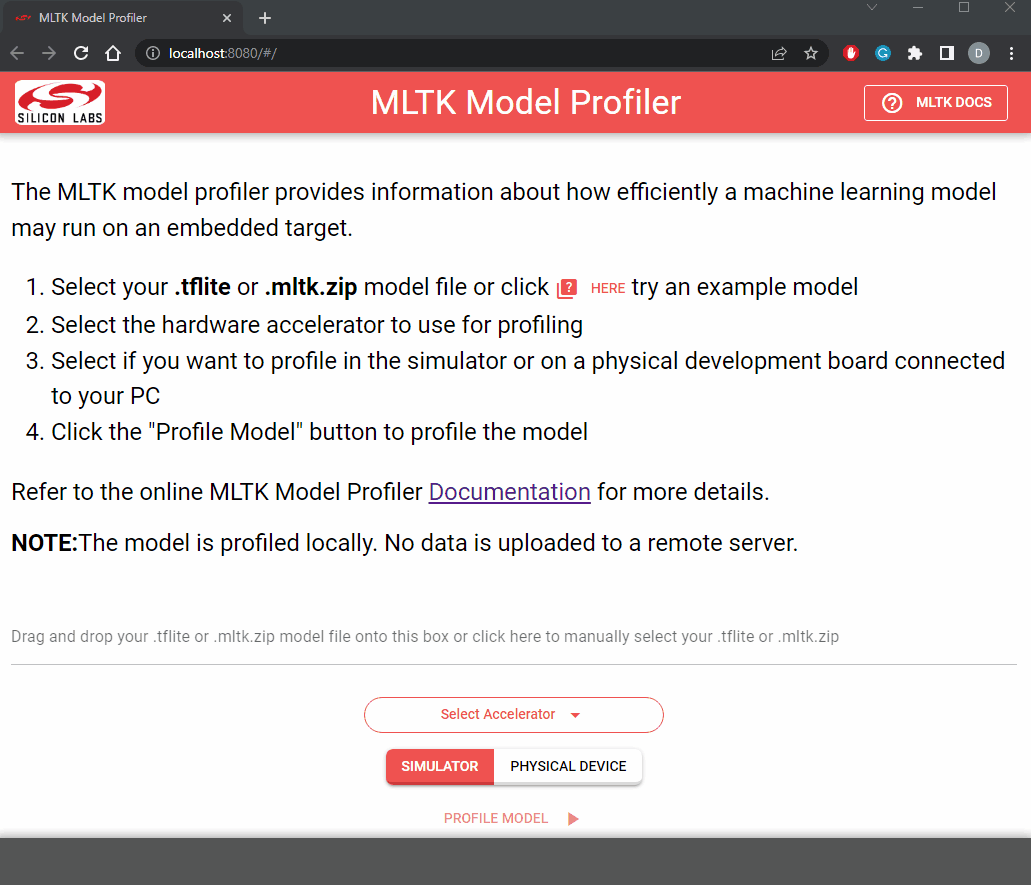 MLTK Model Profiler
localhost:8080/#/
D
SILICON LABS
MLTK Model Profiler
MLTK DOCS
The MLTK model profiler provides information about how efficiently a machine learning model
may run on an embedded target.
1. Select your .tflite or .mltk.zip model file or click HERE try an example model
2. Select the hardware accelerator to use for profiling
3. Select if you want to profile in the simulator or on a physical development board connected
to your PC
4. Click the "Profile Model" button to profile the model
Refer to the online MLTK Model Profiler Documentation for more details.
NOTE:The model is profiled locally. No data is uploaded to a remote server.
Drag and drop your .tflite or .mltk.zip model file onto this box or click here to manually select your .tflite or .mltk.zip
Select Accelerator
SIMULATOR PHYSICAL DEVICE
PROFILE MODEL